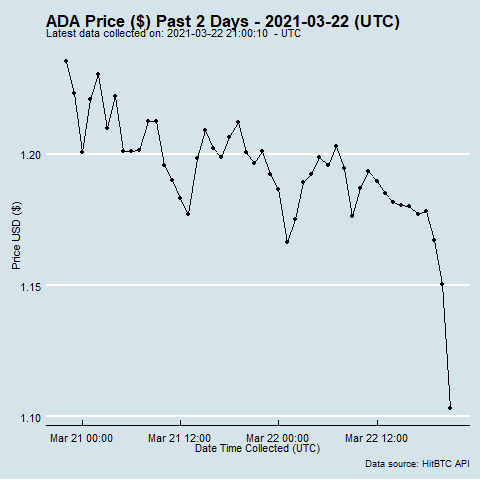 ADA Price ($) Past 2 Days - 2021-03-22 (UTC)
Latest data collected on: 2021-03-22 21:00:10 - UTC
Price USD ($)
1.20
1.15
1.10
Mar 21 00:00 Mar 21 12:00 Mar 22 00:00 Mar 22 12:00
Date Time Collected (UTC)
Data source: HitBTC API